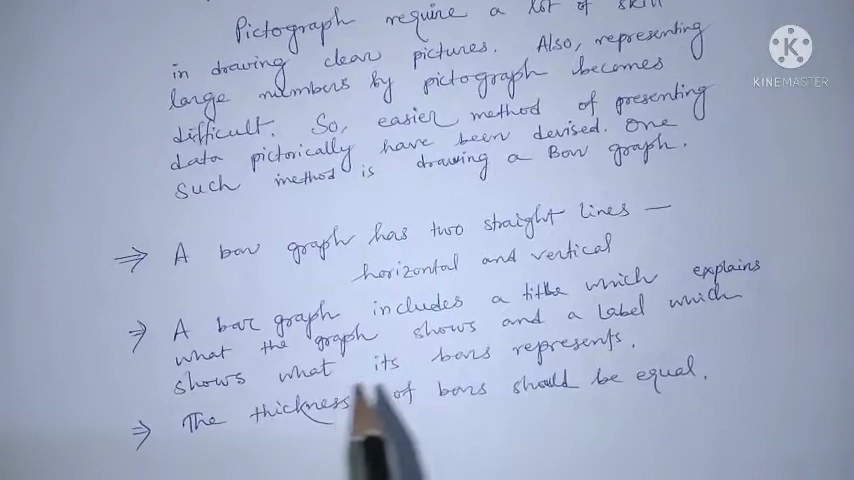 Pictograph require a lot of skill
in drawing clear pictures. Also, representing
large numbers by pictograph becomes
difficult. So, easier method of presenting
data pictorically have been devised. One
such method is drawing a Bar graph.
⇒ A bar graph has two straight lines —
horizontal and vertical
⇒ A bar graph includes a title which explains
what the graph shows and a label which
shows what its bars represents.
⇒ The thickness of bars should be equal.
K
KINEMASTER